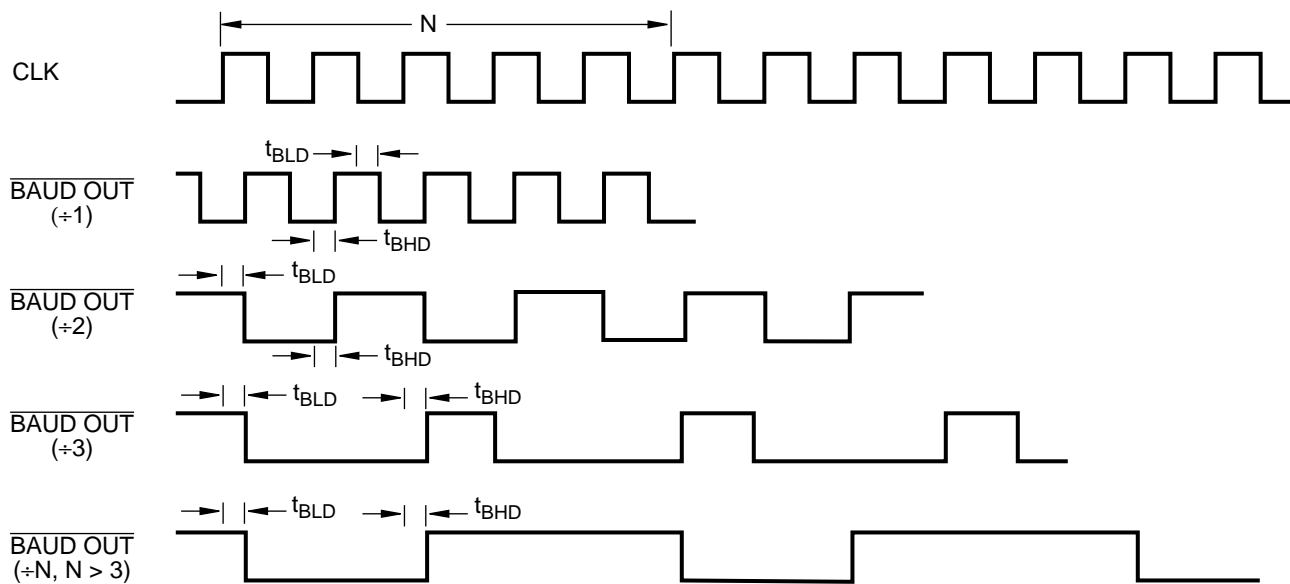 N
CLK
tBLD
BAUD OUT
(÷1)
tBHD
tBLD
BAUD OUT
(÷2)
tBHD
tBLD
tBHD
BAUD OUT
(÷3)
tBLD
tBHD
BAUD OUT
(÷N, N > 3)